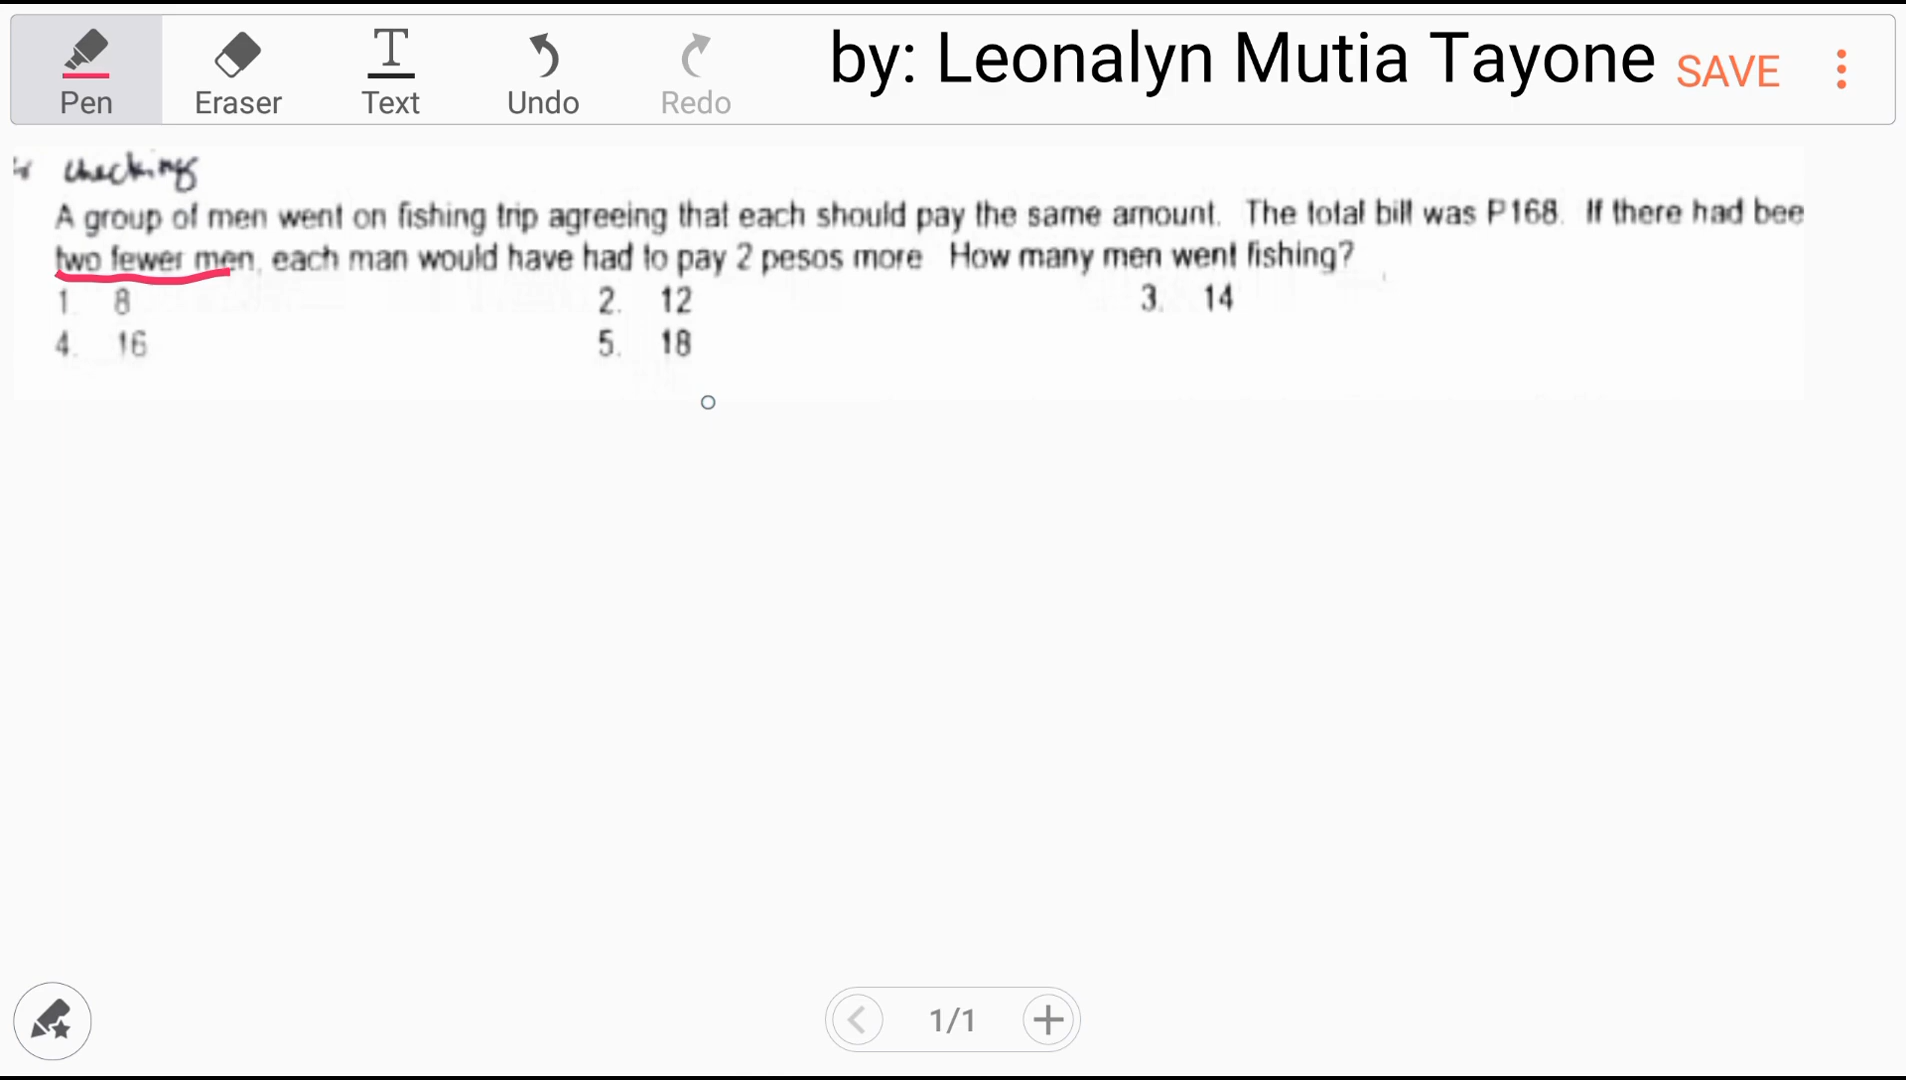 Pen
Eraser
Text
Undo
Redo
by: Leonalyn Mutia Tayone
SAVE
checking
A group of men went on fishing trip agreeing that each should pay the same amount. The total bill was P168. If there had bee
two fewer men, each man would have had to pay 2 pesos more How many men went fishing?
1. 8 2. 12 3. 14
4. 16 5. 18
1/1